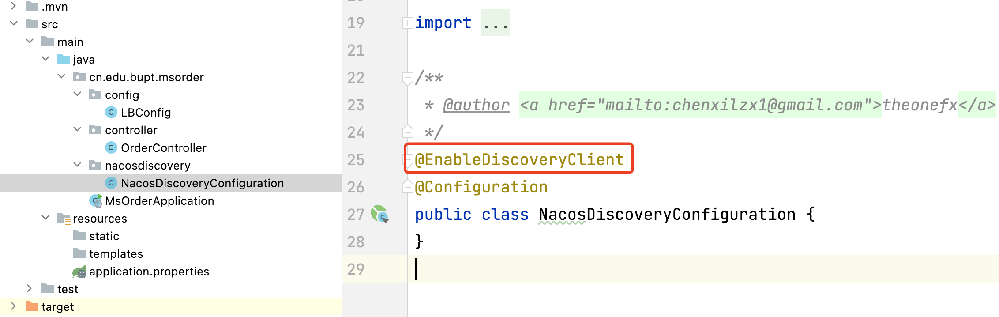 .mvn
src
main
java
cn.edu.bupt.msorder
config
LBConfig
controller
OrderController
nacosdiscovery
NacosDiscoveryConfiguration
MsOrderApplication
resources
static
templates
application.properties
test
target
19 import ...
21
22 /**
23 * @author <a href="mailto:chenxilzx1@gmail.com">theonefx</a>
24 */
25 @EnableDiscoveryClient
26 @Configuration
27 public class NacosDiscoveryConfiguration {
28 }
29